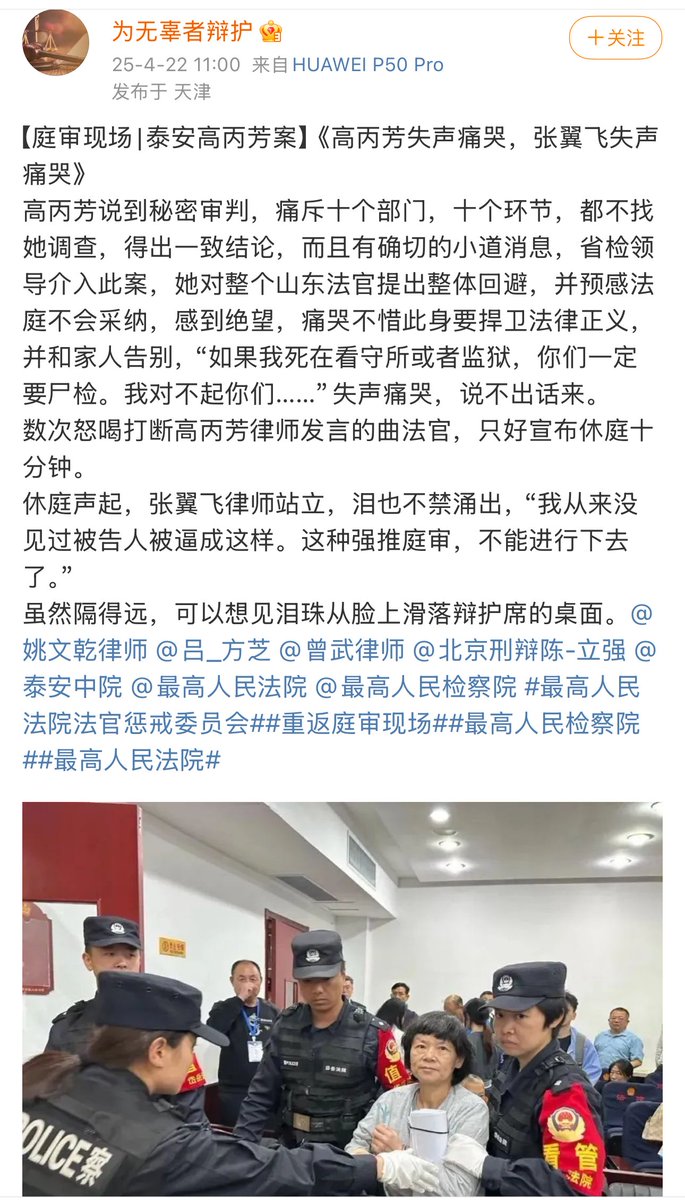 为无辜者辩护
+关注
25-4-22 11:00 来自 HUAWEI P50 Pro
发布于 天津
【庭审现场|泰安高丙芳案】《高丙芳失声痛哭，张翼飞失声
痛哭》
高丙芳说到秘密审判，痛斥十个部门，十个环节，都不找
她调查，得出一致结论，而且有确切的小道消息，省检领
导介入此案，她对整个山东法官提出整体回避，并预感法
庭不会采纳，感到绝望，痛哭不惜此身要捍卫法律正义，
并和家人告别，“如果我死在看守所或者监狱，你们一定
要尸检。我对不起你们……” 失声痛哭，说不出话来。
数次怒喝打断高丙芳律师发言的曲法官，只好宣布休庭十
分钟。
休庭声起，张翼飞律师站立，泪也不禁涌出，“我从来没
见过被告人被逼成这样。这种强推庭审，不能进行下去
了。”
虽然隔得远，可以想见泪珠从脸上滑落辩护席的桌面。@
姚文乾律师 @吕_方芝 @曾武律师 @北京刑辩陈-立强 @
泰安中院 @最高人民法院 @最高人民检察院 #最高人民
法院法官惩戒委员会##重返庭审现场##最高人民检察院
##最高人民法院#
POLICE察
值
看管
法院